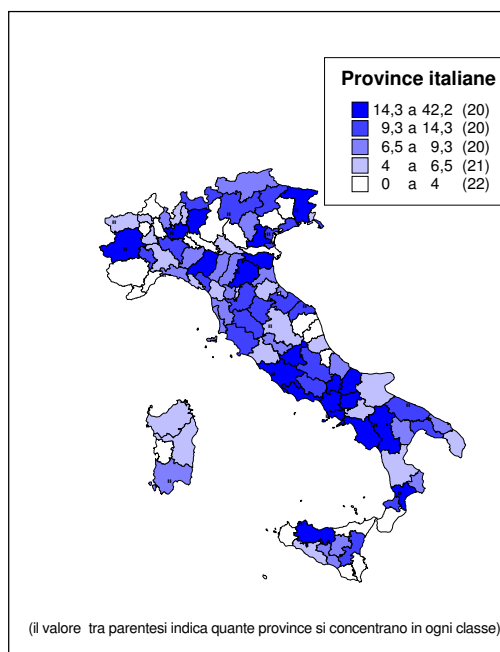 Province italiane
14,3 a 42,2 (20)
9,3 a 14,3 (20)
6,5 a 9,3 (20)
4 a 6,5 (21)
0 a 4 (22)
(il valore tra parentesi indica quante province si concentrano in ogni classe)